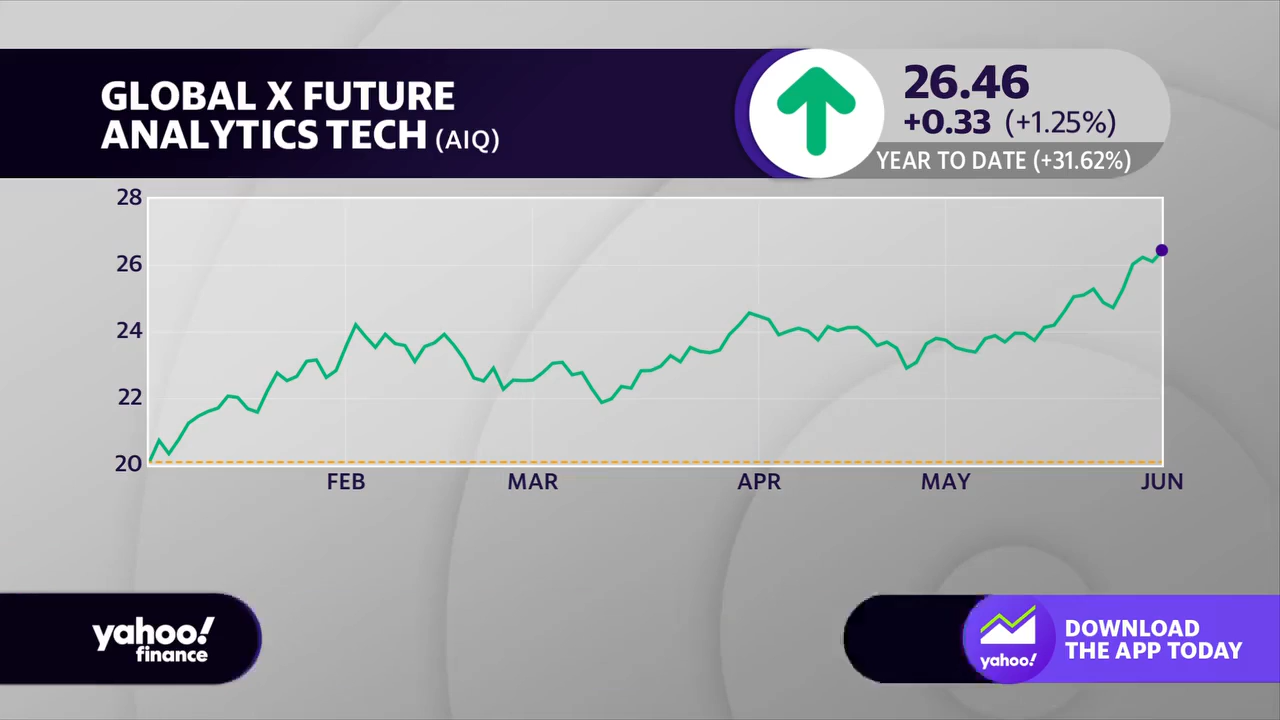 GLOBAL X FUTURE
ANALYTICS TECH (AIQ)
26.46
+0.33 (+1.25%)
YEAR TO DATE (+31.62%)
28
26
24
22
20
FEB MAR APR MAY JUN
yahoo!
finance
yahoo!
DOWNLOAD
THE APP TODAY